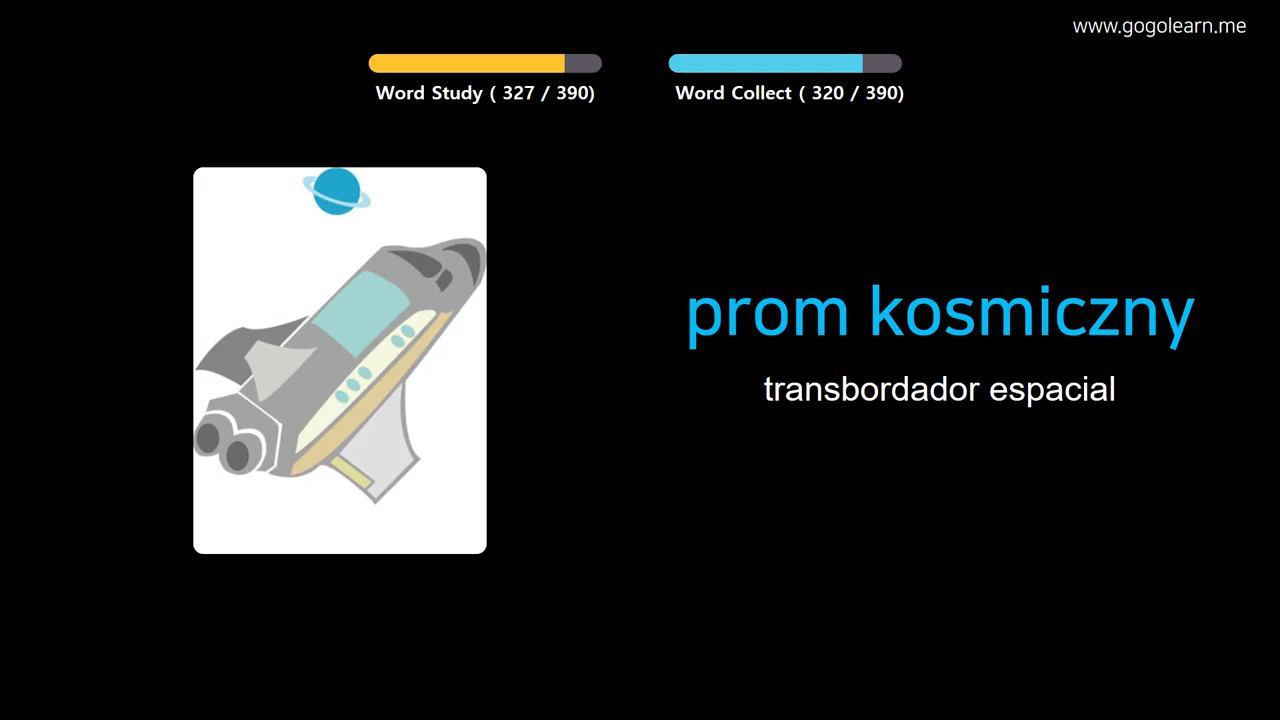 www.gogolearn.me
Word Study ( 327 / 390)
Word Collect ( 320 / 390)
prom kosmiczny
transbordador espacial